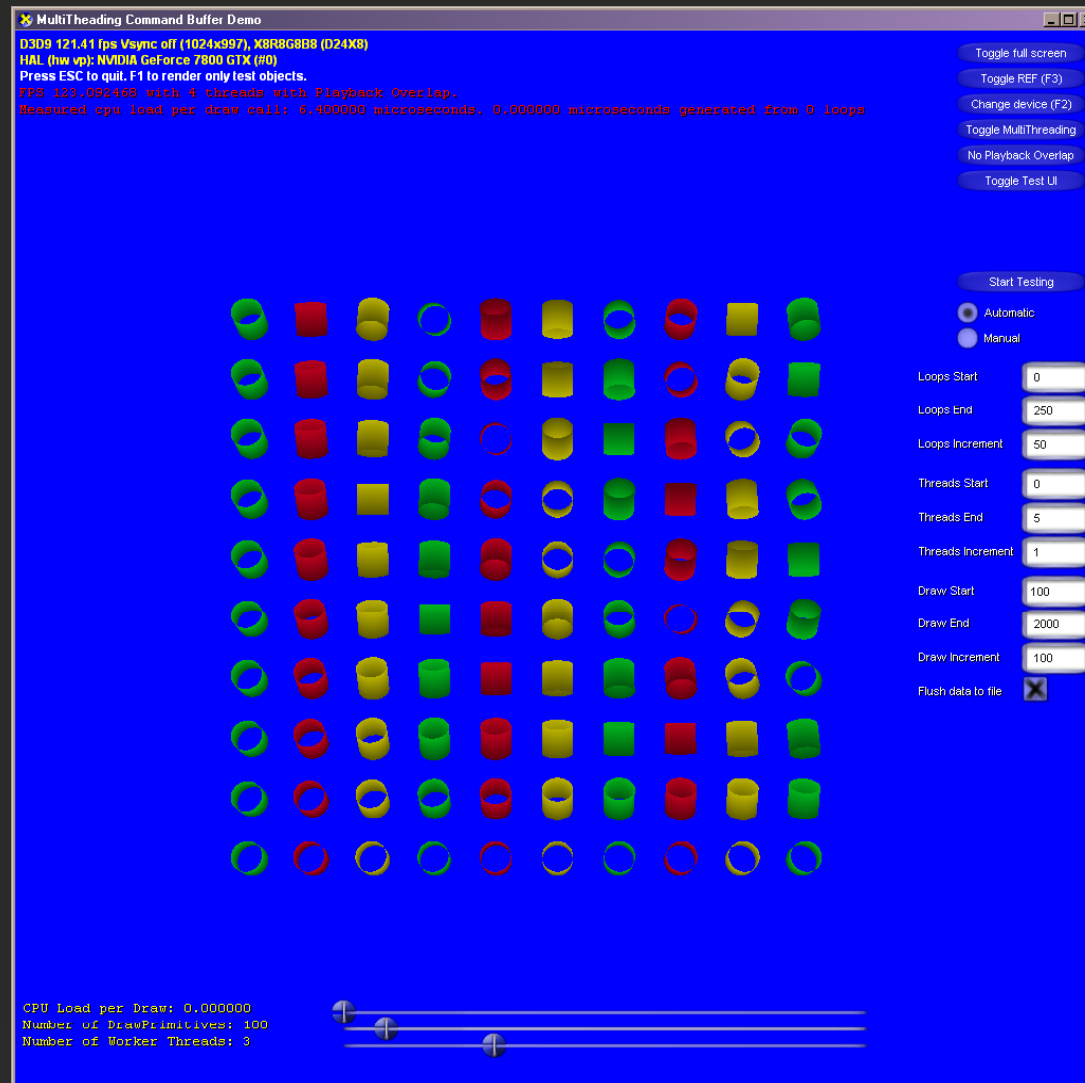 MultiTheading Command Buffer Demo
D3D9 121.41 fps Vsync off (1024x997), X8R8G8B8 (D24X8)
HAL (hw vp): NVIDIA GeForce 7800 GTX (#0)
Press ESC to quit. F1 to render only test objects.
FPS 123.092468 with 4 threads with Playback Overlap.
Measured cpu load per draw call: 6.400000 microseconds. 0.000000 microseconds generated from 0 loops
Toggle full screen
Toggle REF (F3)
Change device (F2)
Toggle MultiThreading
No Playback Overlap
Toggle Test UI
Start Testing
Automatic
Manual
Loops Start 0
Loops End 250
Loops Increment 50
Threads Start 0
Threads End 5
Threads Increment 1
Draw Start 100
Draw End 2000
Draw Increment 100
Flush data to file X
CPU Load per Draw: 0.000000
Number of DrawPrimitives: 100
Number of Worker Threads: 3